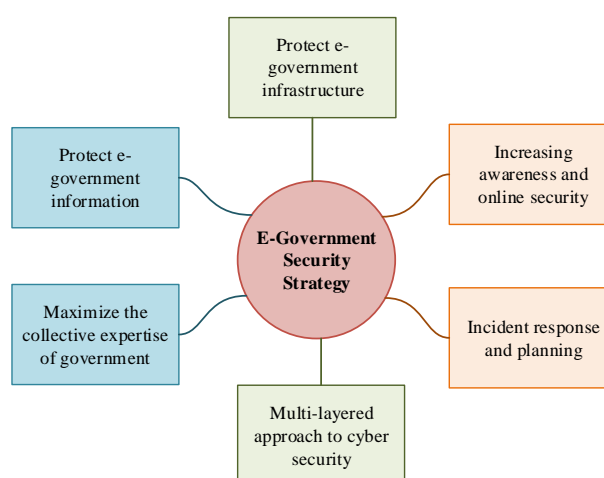 Protect e-
government
infrastructure
Protect e-
government
information
Increasing
awareness and
online security
E-Government
Security
Strategy
Maximize the
collective expertise
of government
Incident response
and planning
Multi-layered
approach to cyber
security